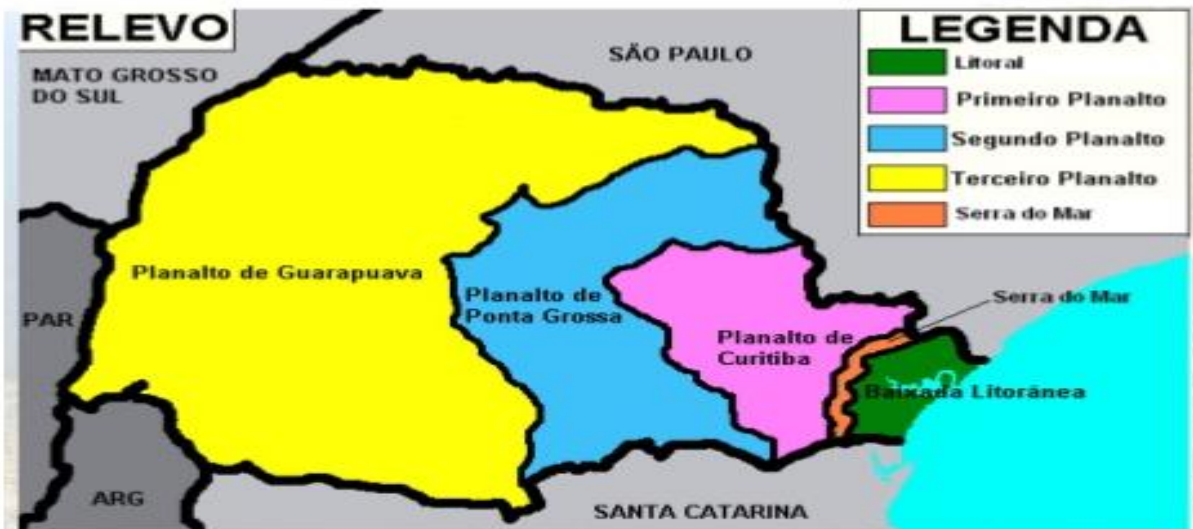 RELEVO
MATO GROSSO
DO SUL
SÃO PAULO
LEGENDA
Litoral
Primeiro Planalto
Segundo Planalto
Terceiro Planalto
Serra do Mar
Planalto de Guarapuava
Planalto de
Ponta Grossa
Serra do Mar
PAR
Planalto de
Curitiba
Baixada Litorânea
ARG
SANTA CATARINA